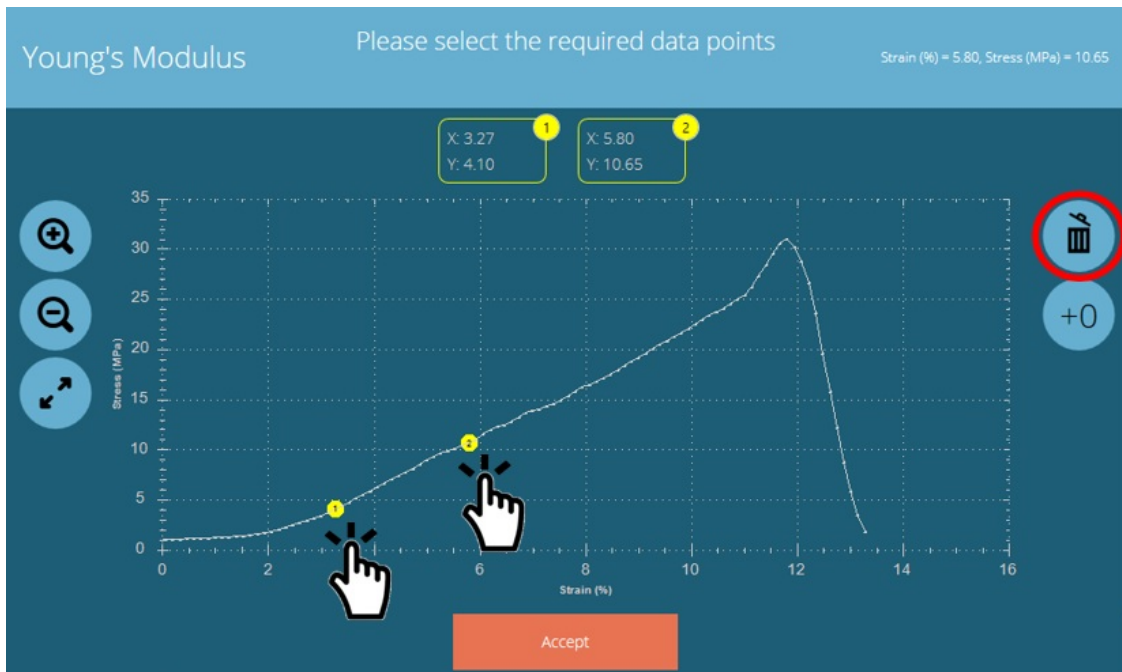 Young's Modulus
Please select the required data points
Strain (%) = 5.80, Stress (MPa) = 10.65
X: 3.27
Y: 4.10
1
X: 5.80
Y: 10.65
2
35
30
25
20
15
10
5
0
Stress (MPa)
1
2
+0
0
2
6
8
10
12
14
16
Strain (%)
Accept